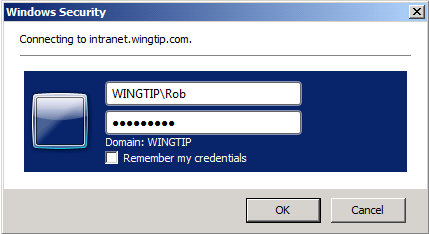 Windows Security
Connecting to intranet.wingtip.com.
WINGTIP\Rob
●●●●●●●●●
Domain: WINGTIP
Remember my credentials
OK
Cancel